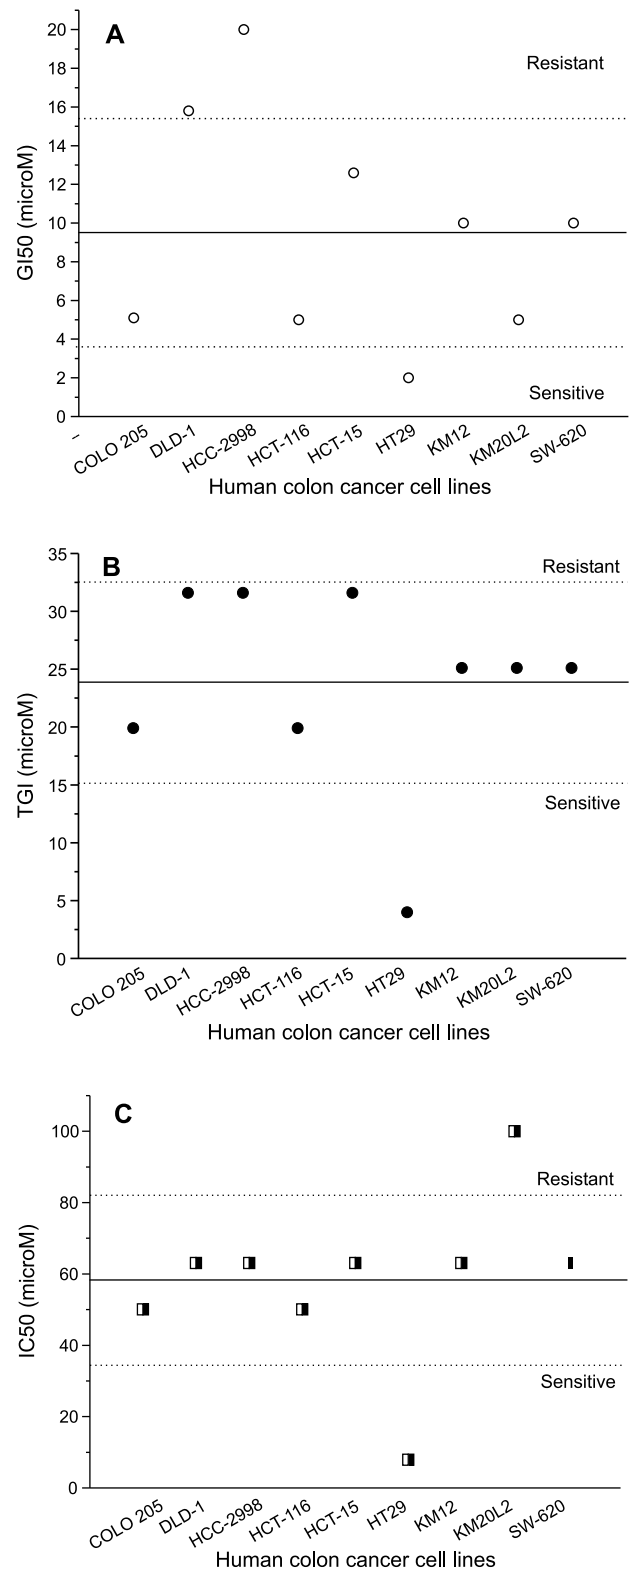 A
20
18
16
14
12
10
8
6
4
2
0
GI50 (microM)
Resistant
Sensitive
–
COLO 205
DLD-1
HCC-2998
HCT-116
HCT-15
HT29
KM12
KM20L2
SW-620
Human colon cancer cell lines
B
35
30
25
20
15
10
5
0
TGI (microM)
Resistant
Sensitive
COLO 205
DLD-1
HCC-2998
HCT-116
HCT-15
HT29
KM12
KM20L2
SW-620
Human colon cancer cell lines
C
100
80
60
40
20
0
IC50 (microM)
Resistant
Sensitive
COLO 205
DLD-1
HCC-2998
HCT-116
HCT-15
HT29
KM12
KM20L2
SW-620
Human colon cancer cell lines